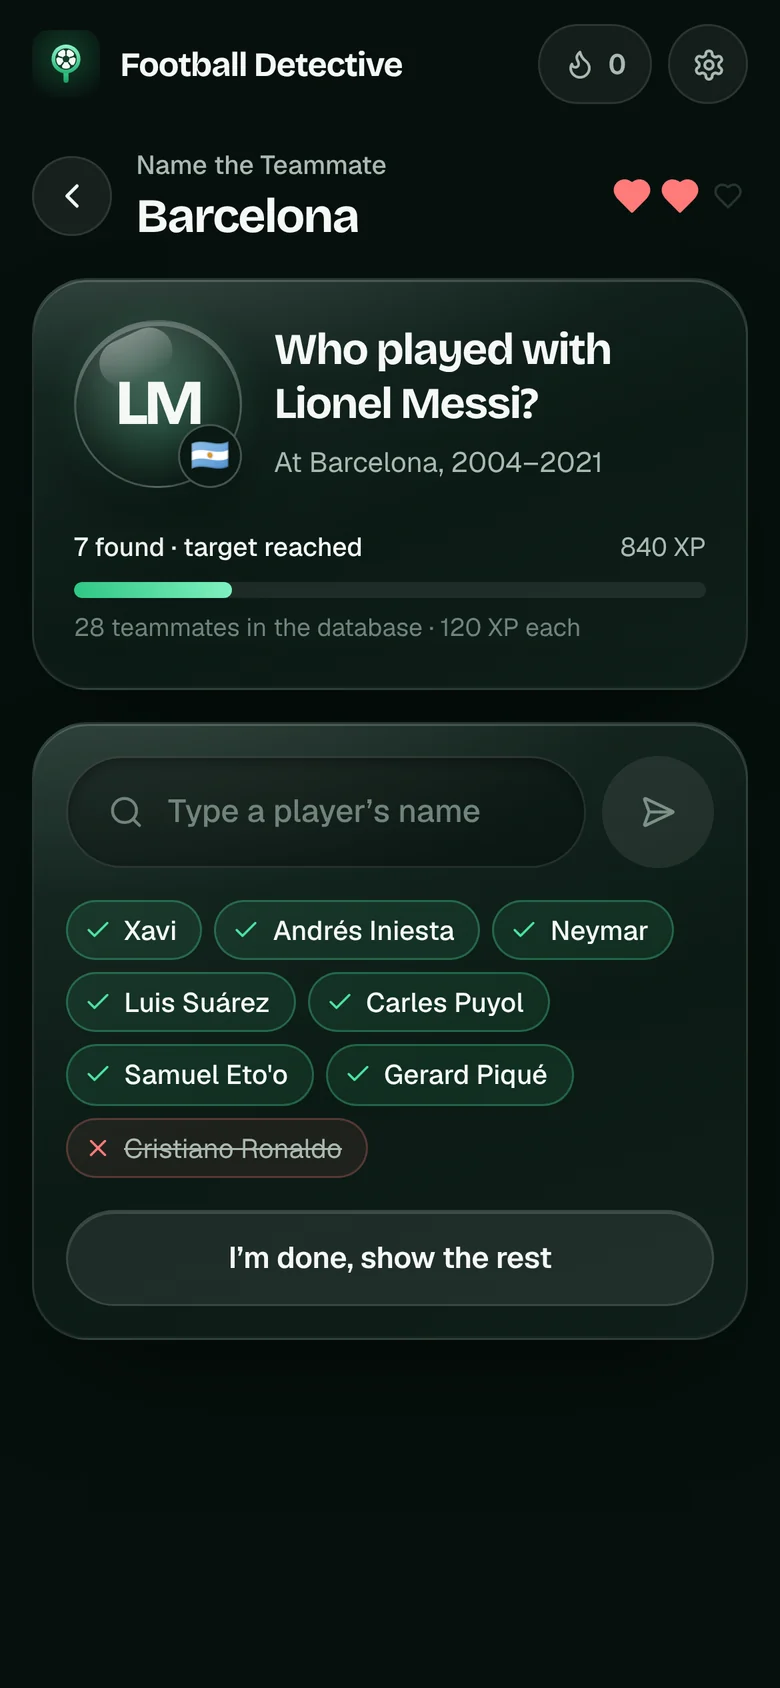 Football Detective
0
Name the Teammate
Barcelona
LM
Who played with
Lionel Messi?
At Barcelona, 2004–2021
7 found · target reached
840 XP
28 teammates in the database · 120 XP each
Type a player’s name
Xavi
Andrés Iniesta
Neymar
Luis Suárez
Carles Puyol
Samuel Eto'o
Gerard Piqué
Cristiano Ronaldo
I’m done, show the rest